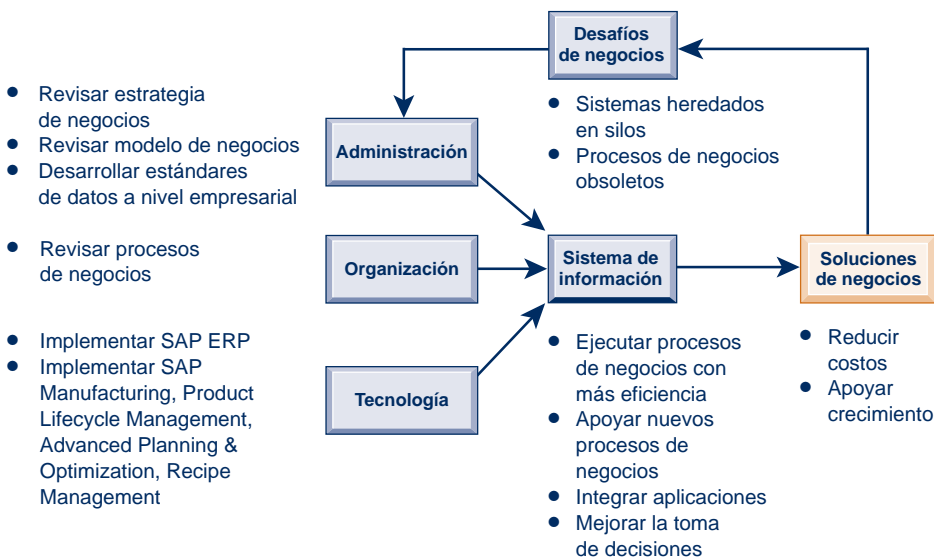 Desafíos
de negocios
• Sistemas heredados
en silos
• Procesos de negocios
obsoletos
• Revisar estrategia
de negocios
• Revisar modelo de negocios
• Desarrollar estándares
de datos a nivel empresarial
Administración
• Revisar procesos
de negocios
Organización
Sistema de
información
Soluciones
de negocios
• Implementar SAP ERP
• Implementar SAP
Manufacturing, Product
Lifecycle Management,
Advanced Planning &
Optimization, Recipe
Management
Tecnología
• Ejecutar procesos
de negocios con
más eficiencia
• Apoyar nuevos
procesos de
negocios
• Integrar aplicaciones
• Mejorar la toma
de decisiones
• Reducir
costos
• Apoyar
crecimiento